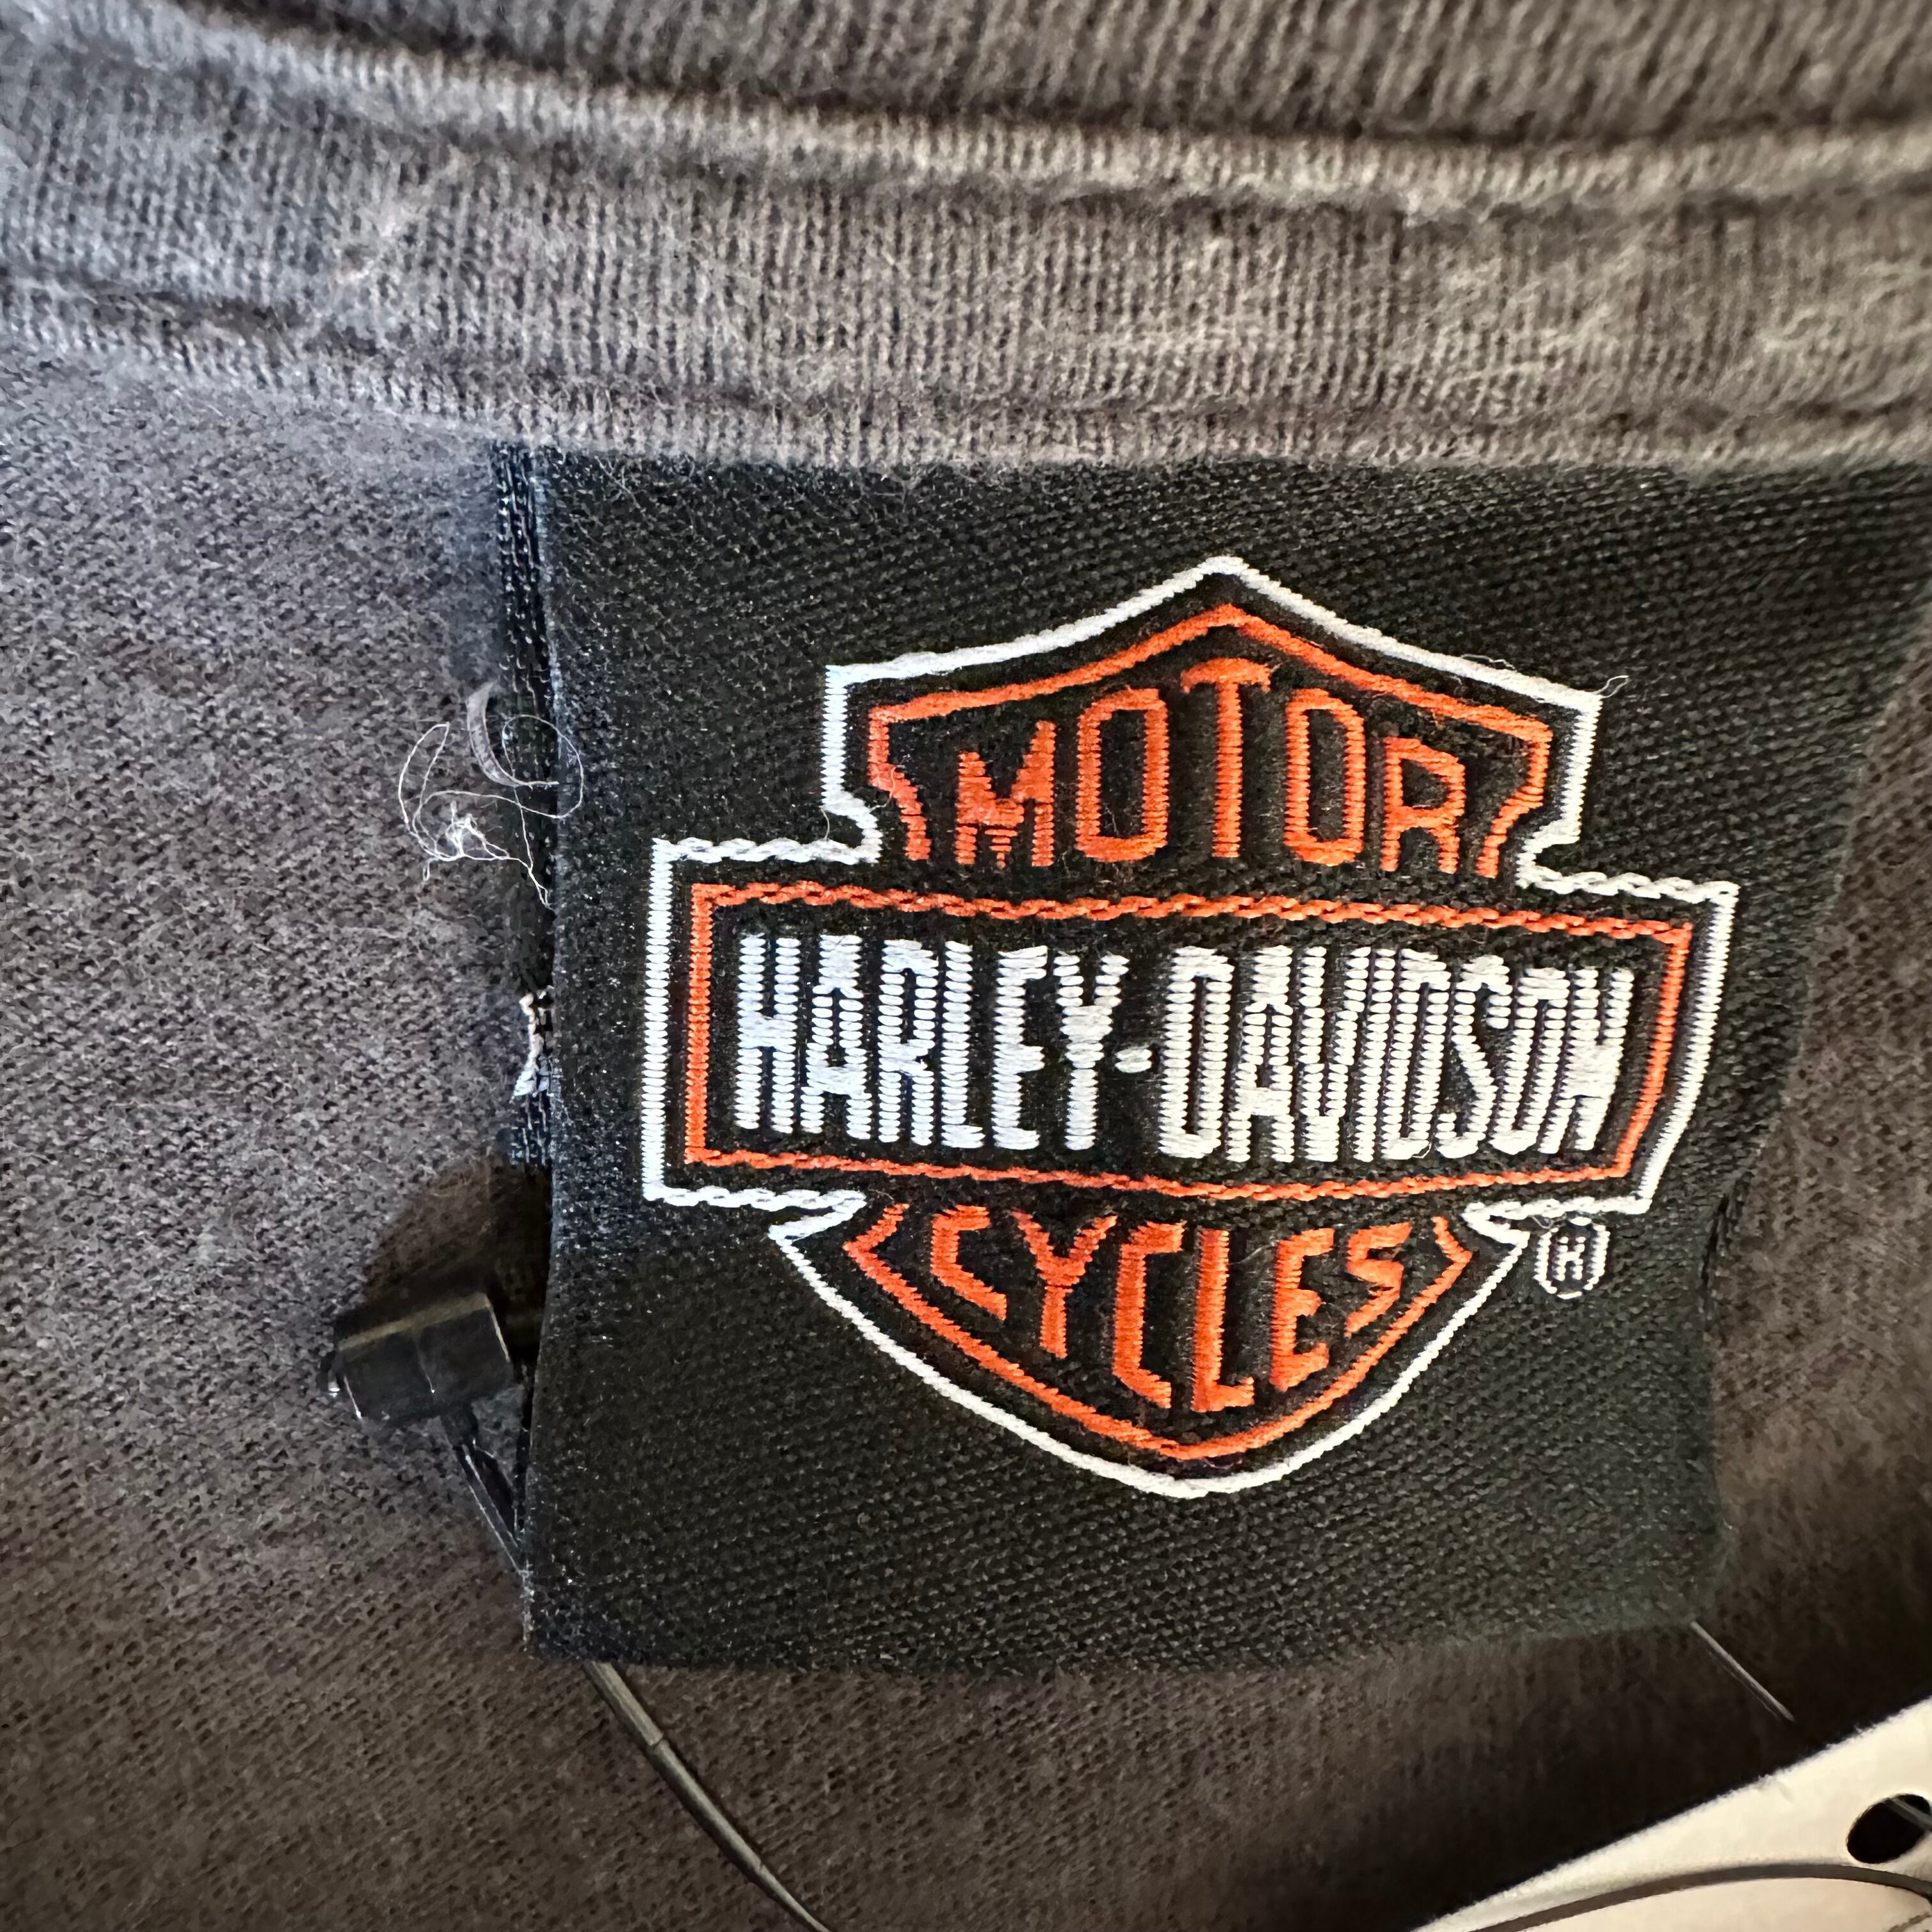 MOTOR
HARLEY-DAVIDSON
CYCLES
®